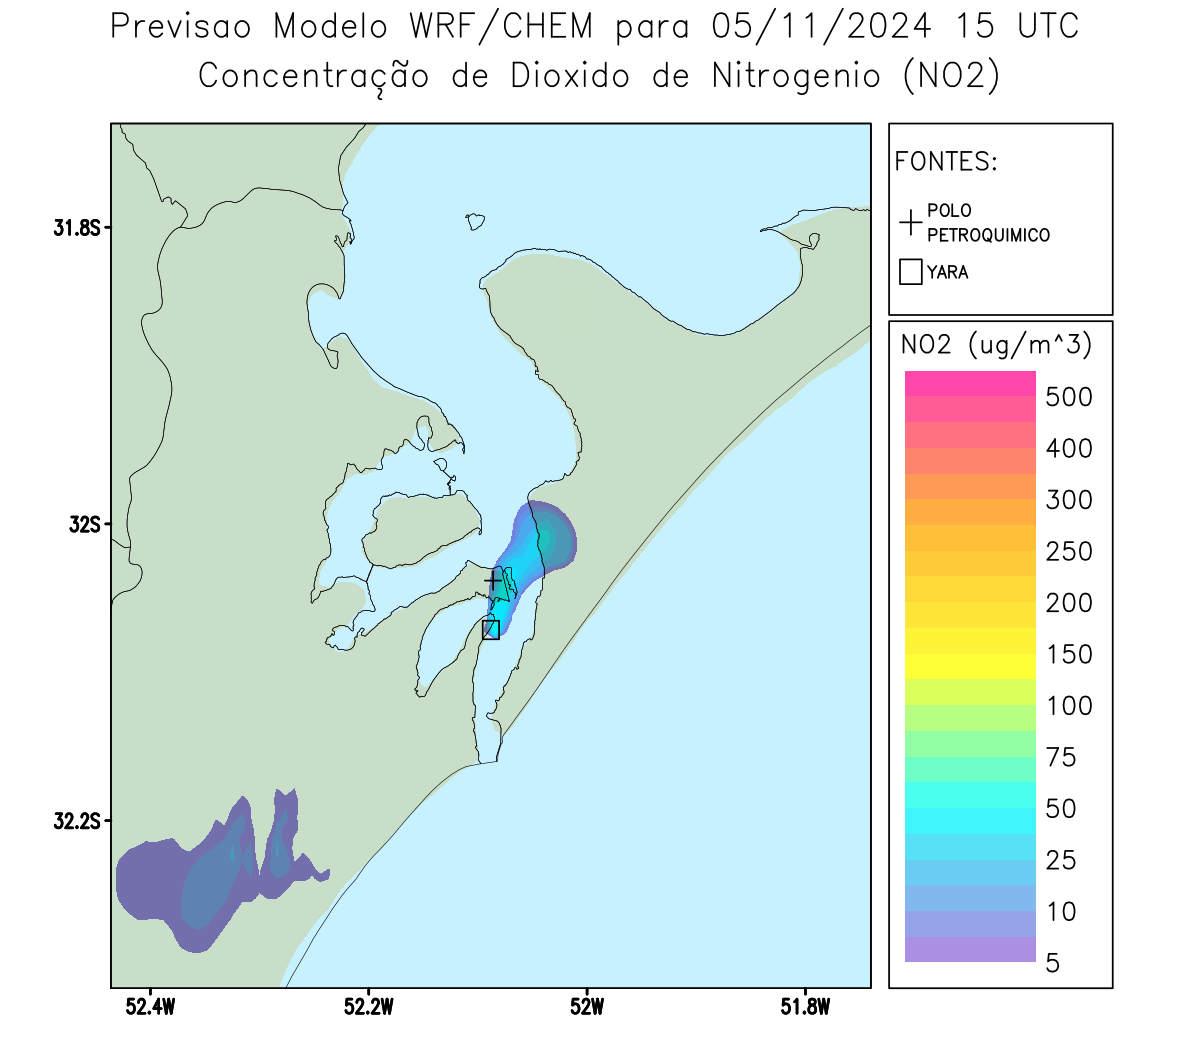 Previsao Modelo WRF/CHEM para 05/11/2024 15 UTC
Concentração de Dioxido de Nitrogenio (NO2)
FONTES:
POLO
PETROQUIMICO
YARA
31.8S
32S
32.2S
52.4W
52.2W
52W
51.8W
NO2 (ug/m^3)
500
400
300
250
200
150
100
75
50
25
10
5